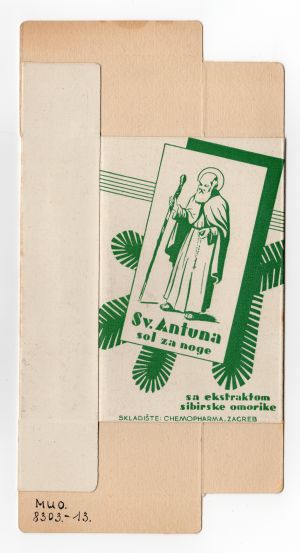 Sv. Antuna
sol za noge
sa ekstraktom
sibirske omorike
SKLADIŠTE: CHEMOPHARMA, ZAGREB
MUO.
8303.-13.